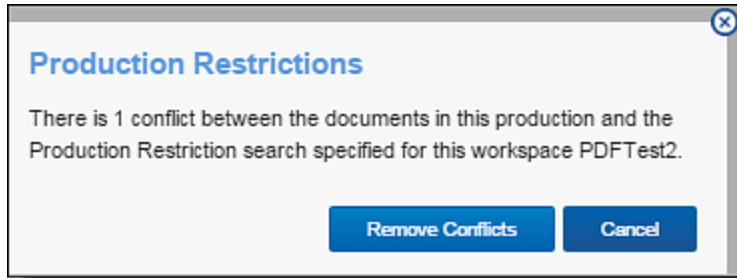 Production Restrictions
There is 1 conflict between the documents in this production and the
Production Restriction search specified for this workspace PDFTest2.
Remove Conflicts Cancel